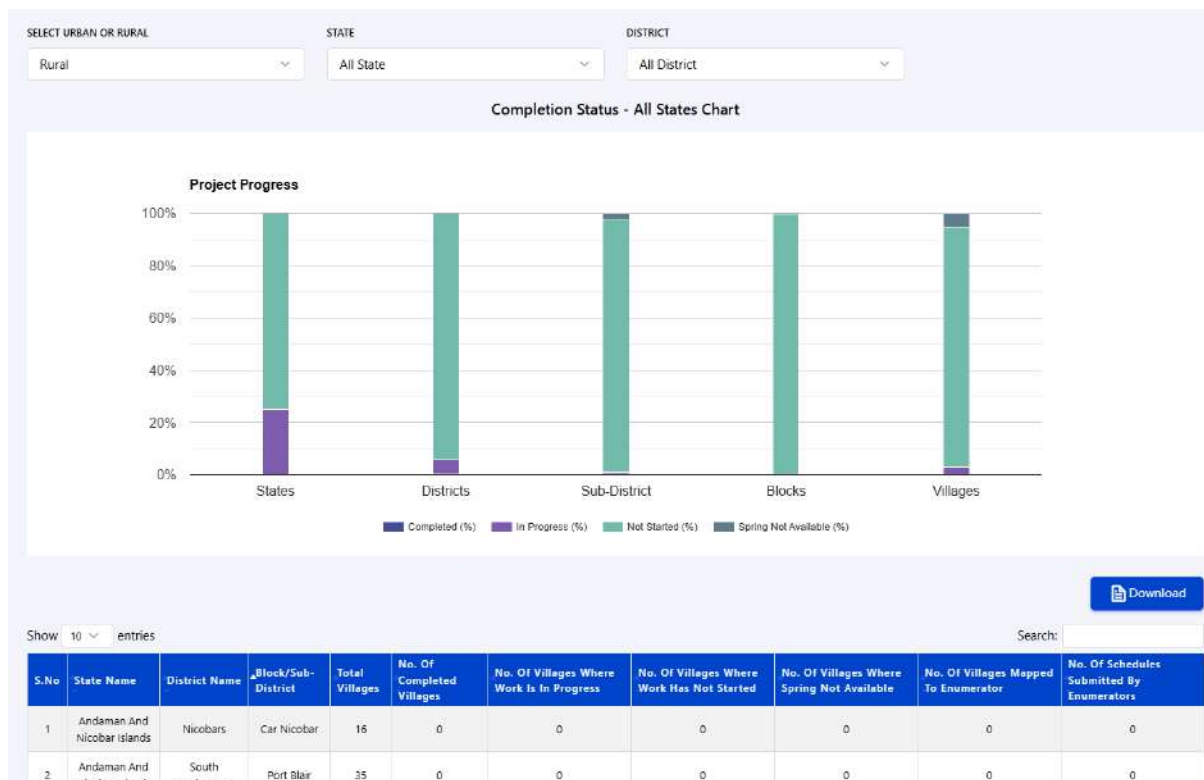 SELECT URBAN OR RURAL STATE DISTRICT
Rural All State All District
Completion Status - All States Chart
Project Progress
100%
80%
60%
40%
20%
0%
States Districts Sub-District Blocks Villages
Completed (%) In Progress (%) Not Started (%) Spring Not Available (%)
Download
Show 10 entries Search:
S.No State Name District Name Block/Sub-District Total Villages No. Of Completed Villages No. Of Villages Where Work Is In Progress No. Of Villages Where Work Has Not Started No. Of Villages Where Spring Not Available No. Of Villages Mapped To Enumerator No. Of Schedules Submitted By Enumerators
1 Andaman And Nicobar Islands Nicobars Car Nicobar 16 0 0 0 0 0 0
2 Andaman And South Port Blair 35 0 0 0 0 0 0